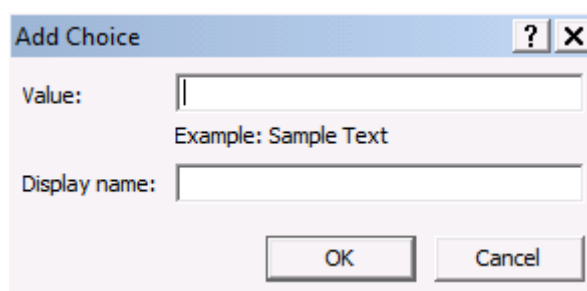 Add Choice ? X
Value:
Example: Sample Text
Display name:
OK Cancel